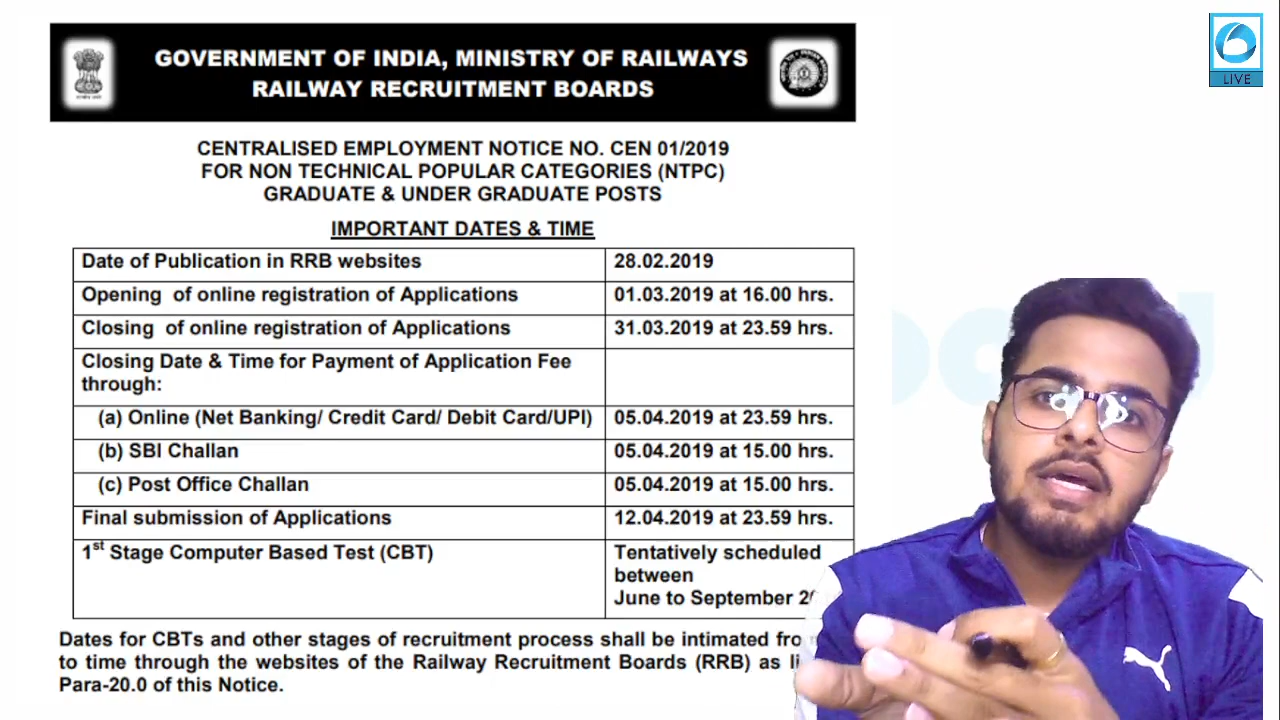 GOVERNMENT OF INDIA, MINISTRY OF RAILWAYS
RAILWAY RECRUITMENT BOARDS
LIVE
CENTRALISED EMPLOYMENT NOTICE NO. CEN 01/2019
FOR NON TECHNICAL POPULAR CATEGORIES (NTPC)
GRADUATE & UNDER GRADUATE POSTS
IMPORTANT DATES & TIME
Date of Publication in RRB websites 28.02.2019
Opening of online registration of Applications 01.03.2019 at 16.00 hrs.
Closing of online registration of Applications 31.03.2019 at 23.59 hrs.
Closing Date & Time for Payment of Application Fee
through:
(a) Online (Net Banking/ Credit Card/ Debit Card/UPI) 05.04.2019 at 23.59 hrs.
(b) SBI Challan 05.04.2019 at 15.00 hrs.
(c) Post Office Challan 05.04.2019 at 15.00 hrs.
Final submission of Applications 12.04.2019 at 23.59 hrs.
1st Stage Computer Based Test (CBT) Tentatively scheduled
between
June to September
Dates for CBTs and other stages of recruitment process shall be intimated
to time through the websites of the Railway Recruitment Boards (RRB) as
Para-20.0 of this Notice.